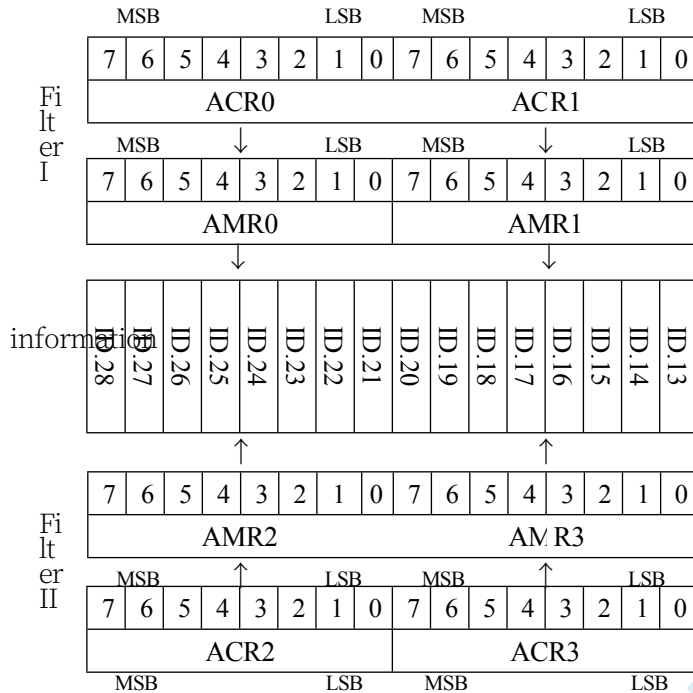 MSB LSB MSB LSB
7 6 5 4 3 2 1 0 7 6 5 4 3 2 1 0
ACR0 ACR1
Filter I
MSB LSB MSB LSB
7 6 5 4 3 2 1 0 7 6 5 4 3 2 1 0
AMR0 AMR1
information
ID.28 ID.27 ID.26 ID.25 ID.24 ID.23 ID.22 ID.21 ID.20 ID.19 ID.18 ID.17 ID.16 ID.15 ID.14 ID.13
7 6 5 4 3 2 1 0 7 6 5 4 3 2 1 0
AMR2 AMR3
Filter II
MSB LSB MSB LSB
7 6 5 4 3 2 1 0 7 6 5 4 3 2 1 0
ACR2 ACR3
MSB LSB MSB LSB